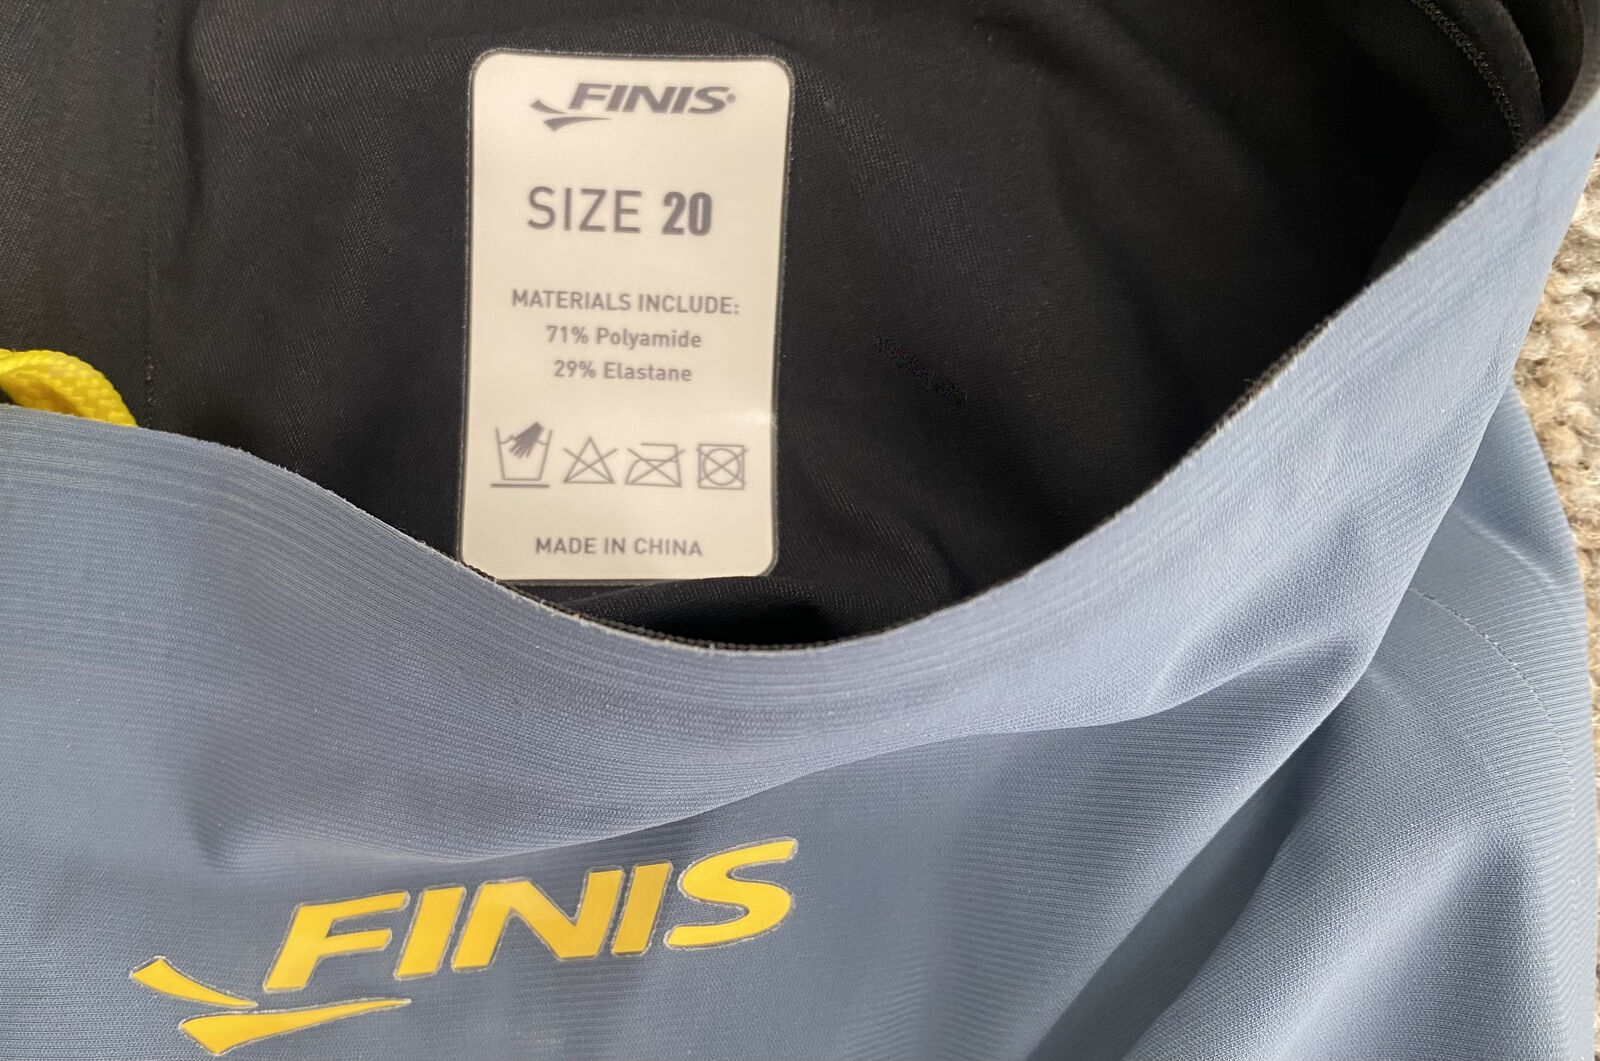 FINIS®
SIZE 20
MATERIALS INCLUDE:
71% Polyamide
29% Elastane
MADE IN CHINA
FINIS